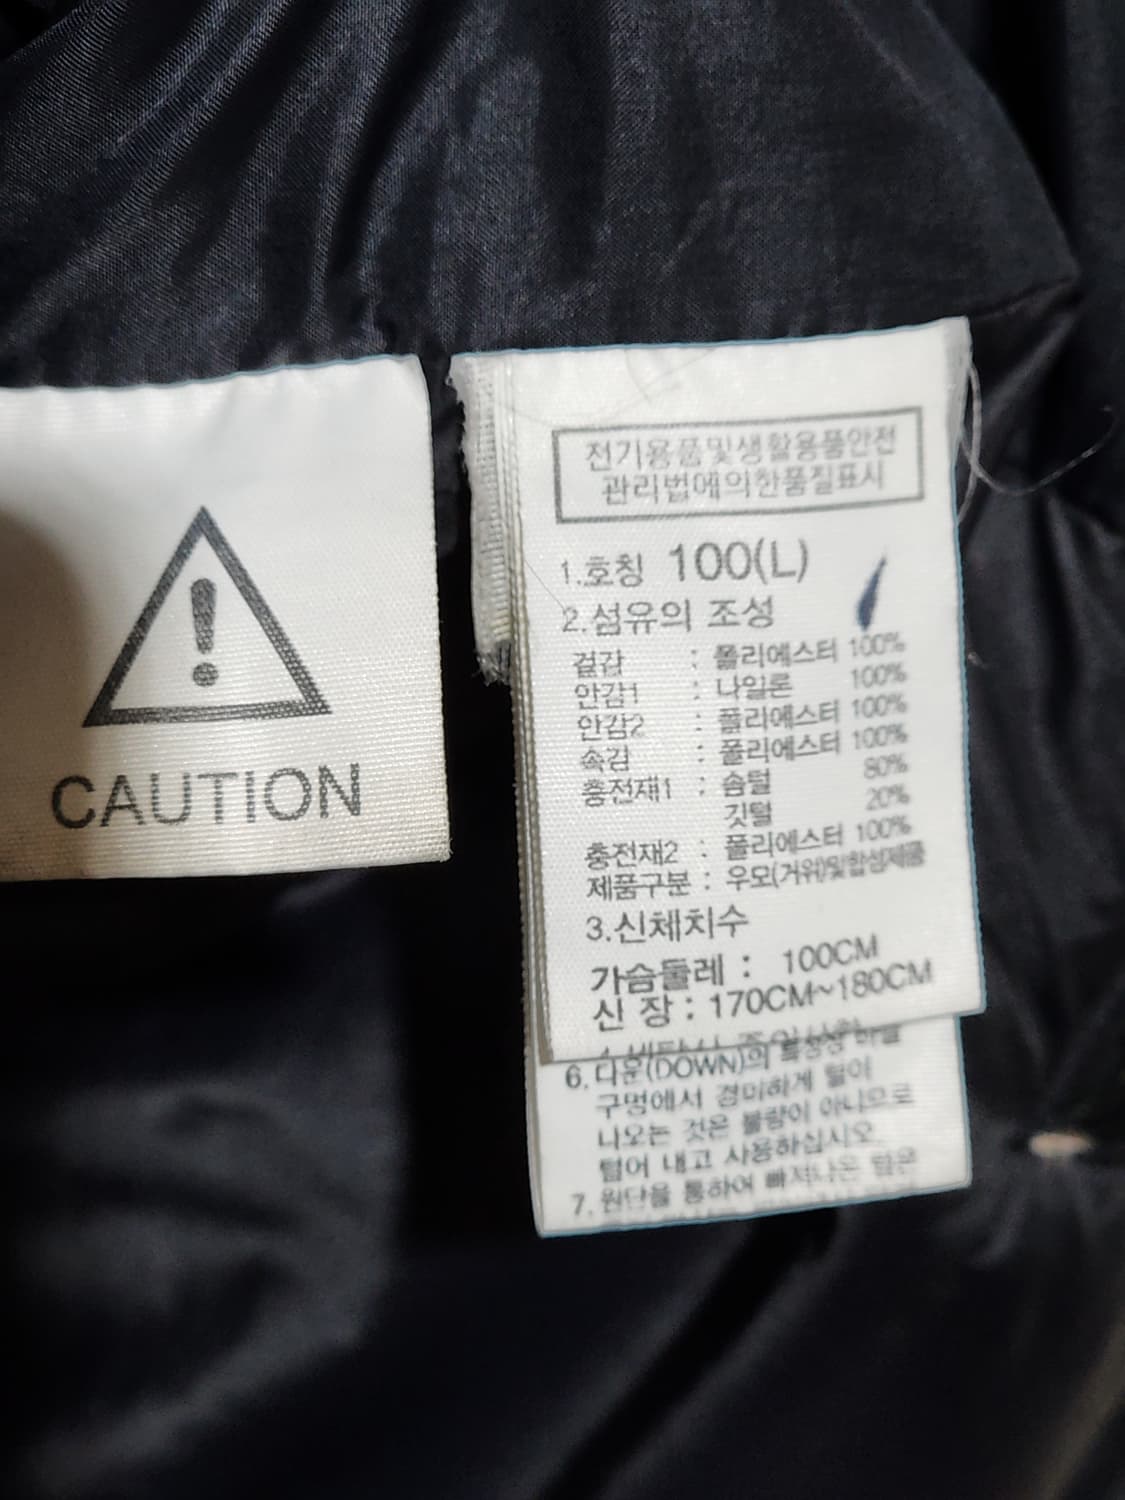 CAUTION
전기용품및생활용품안전
관리법에의한품질표시
1.호칭 100(L)
2.섬유의 조성
겉감 : 폴리에스터 100%
안감1 : 나일론 100%
안감2 : 폴리에스터 100%
속감 : 폴리에스터 100%
충전재1 : 솜털 80%
깃털 20%
충전재2 : 폴리에스터 100%
제품구분 : 우모(거위)및합성제품
3.신체치수
가슴둘레 : 100CM
신 장 : 170CM~180CM
6.다운(DOWN)의 특성상 바늘
구멍에서 경미하게 털이
나오는 것은 불량이 아니므로
털어 내고 사용하십시오
7.원단을 통하여 빠져나온 털은